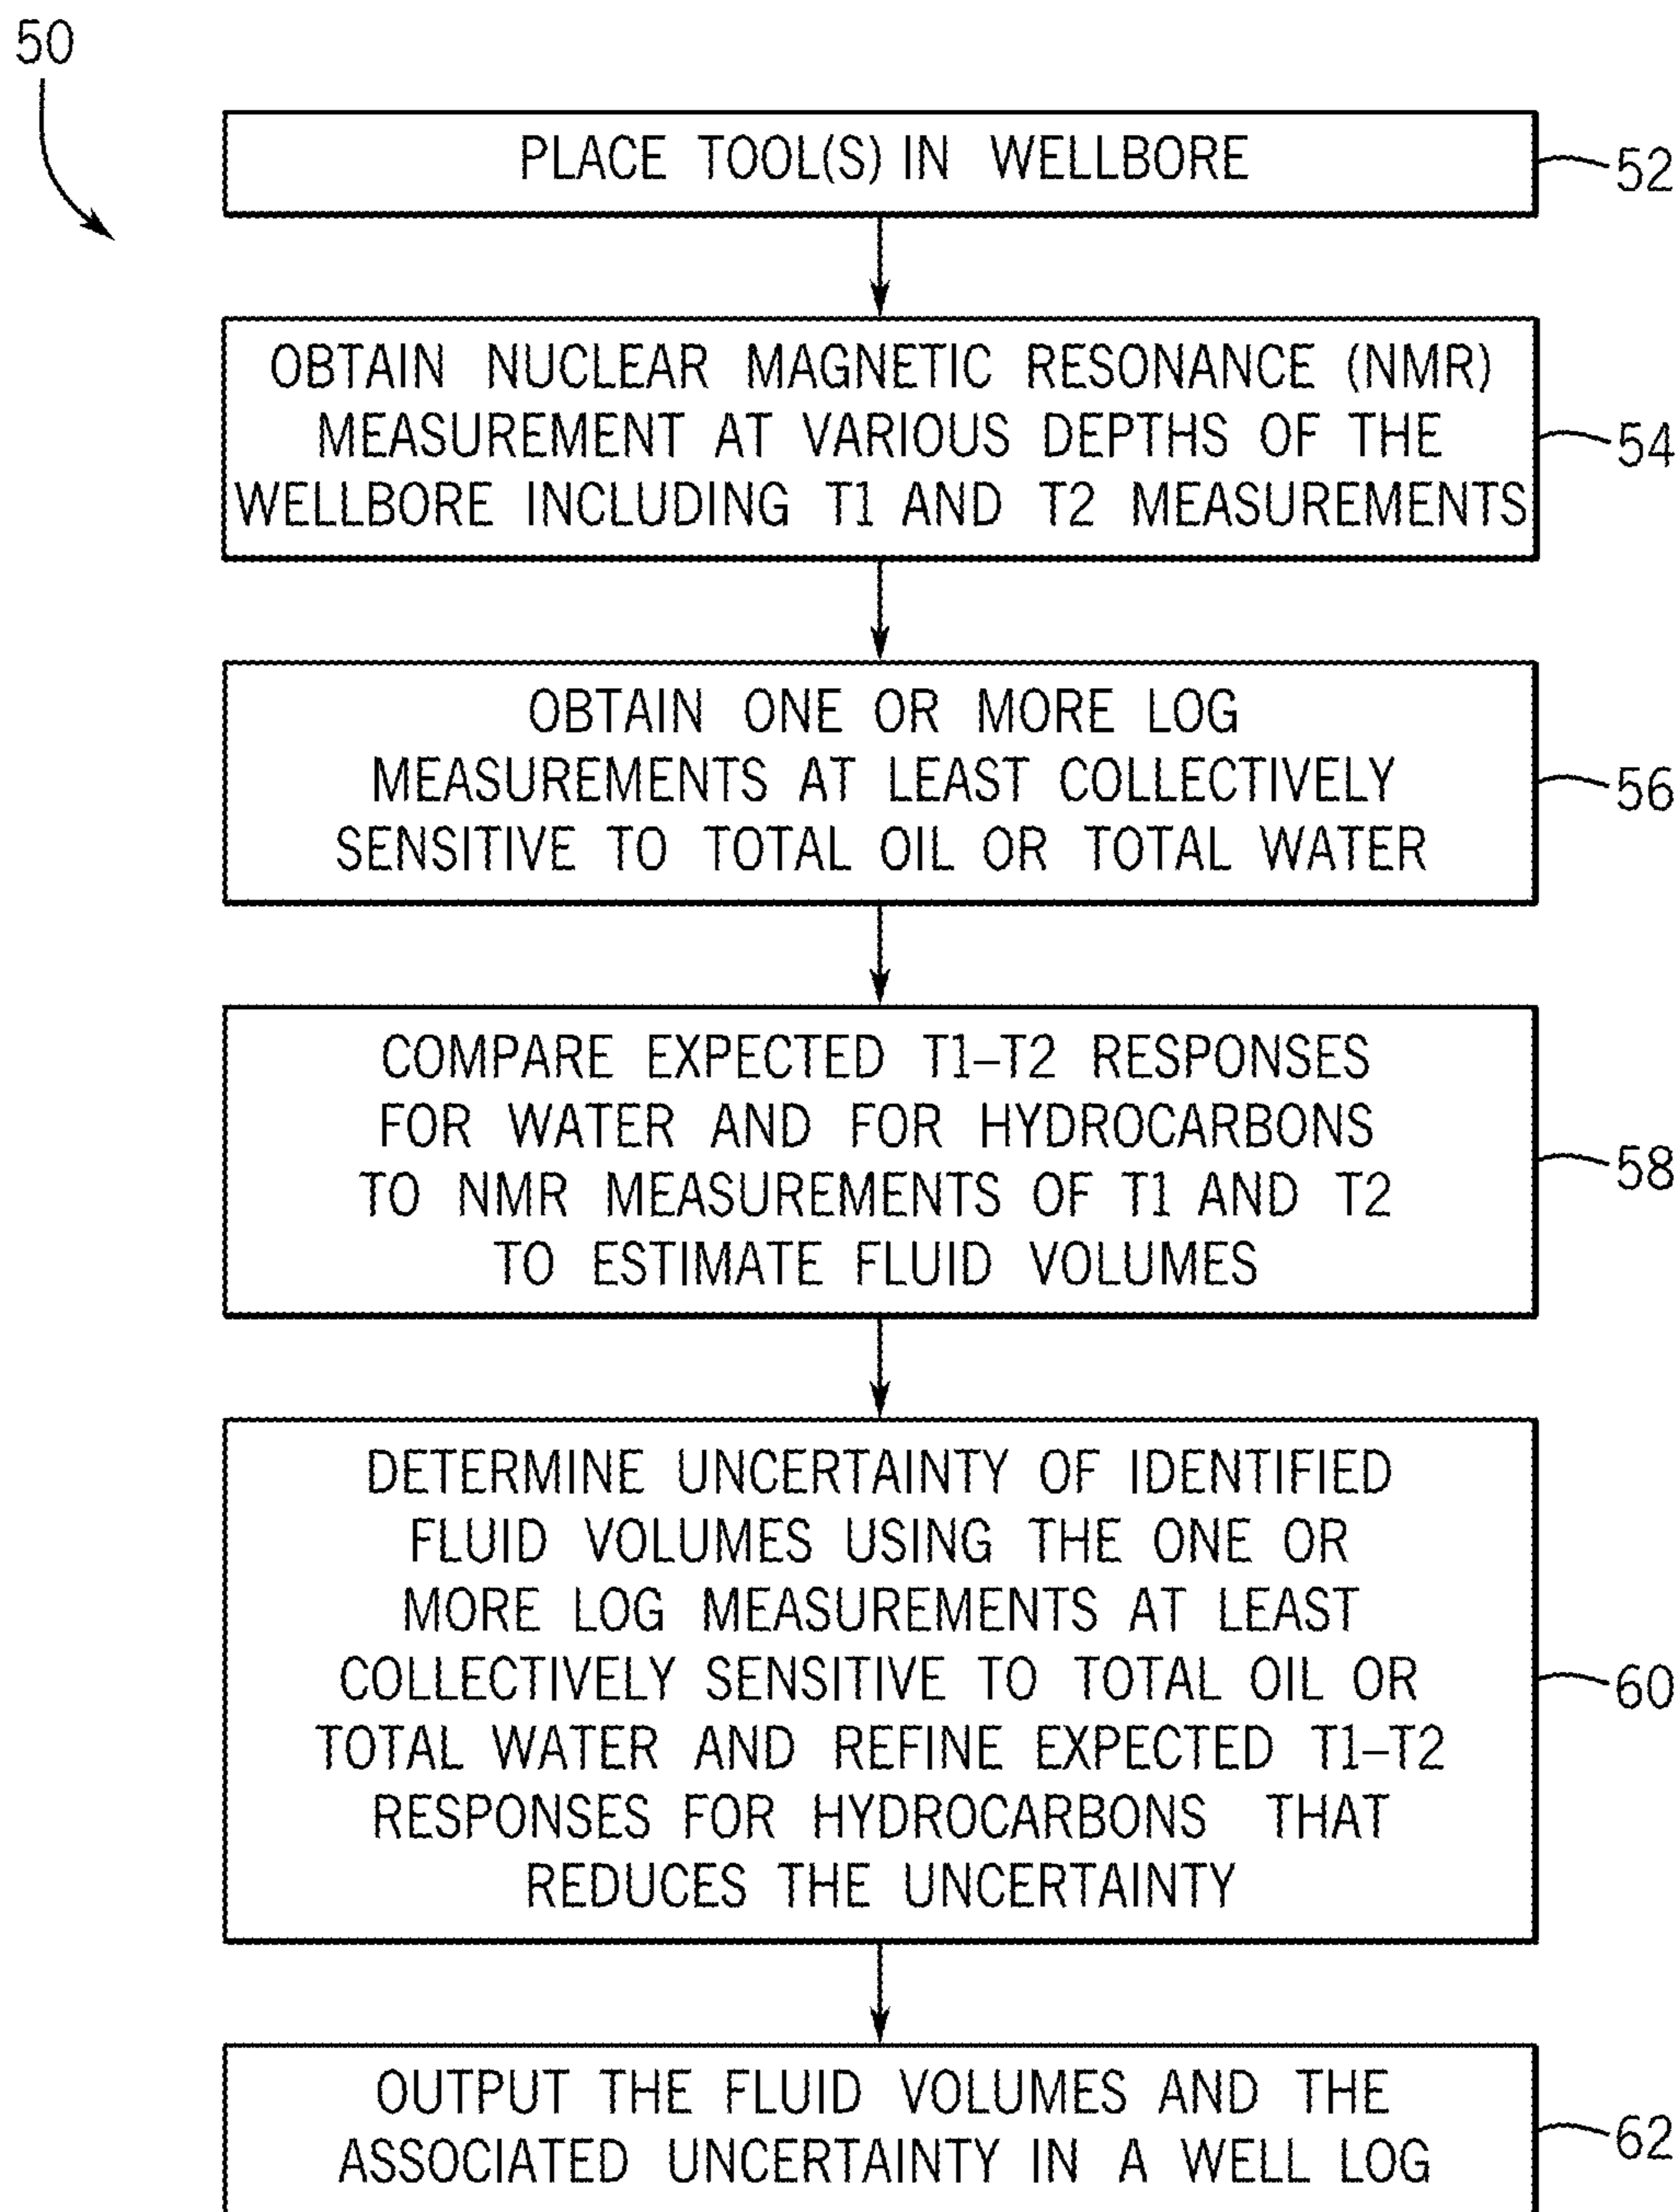 50
PLACE TOOL(S) IN WELLBORE
52
OBTAIN NUCLEAR MAGNETIC RESONANCE (NMR)
MEASUREMENT AT VARIOUS DEPTHS OF THE
WELLBORE INCLUDING T1 AND T2 MEASUREMENTS
54
OBTAIN ONE OR MORE LOG
MEASUREMENTS AT LEAST COLLECTIVELY
SENSITIVE TO TOTAL OIL OR TOTAL WATER
56
COMPARE EXPECTED T1–T2 RESPONSES
FOR WATER AND FOR HYDROCARBONS
TO NMR MEASUREMENTS OF T1 AND T2
TO ESTIMATE FLUID VOLUMES
58
DETERMINE UNCERTAINTY OF IDENTIFIED
FLUID VOLUMES USING THE ONE OR
MORE LOG MEASUREMENTS AT LEAST
COLLECTIVELY SENSITIVE TO TOTAL OIL OR
TOTAL WATER AND REFINE EXPECTED T1–T2
RESPONSES FOR HYDROCARBONS THAT
REDUCES THE UNCERTAINTY
60
OUTPUT THE FLUID VOLUMES AND THE
ASSOCIATED UNCERTAINTY IN A WELL LOG
62